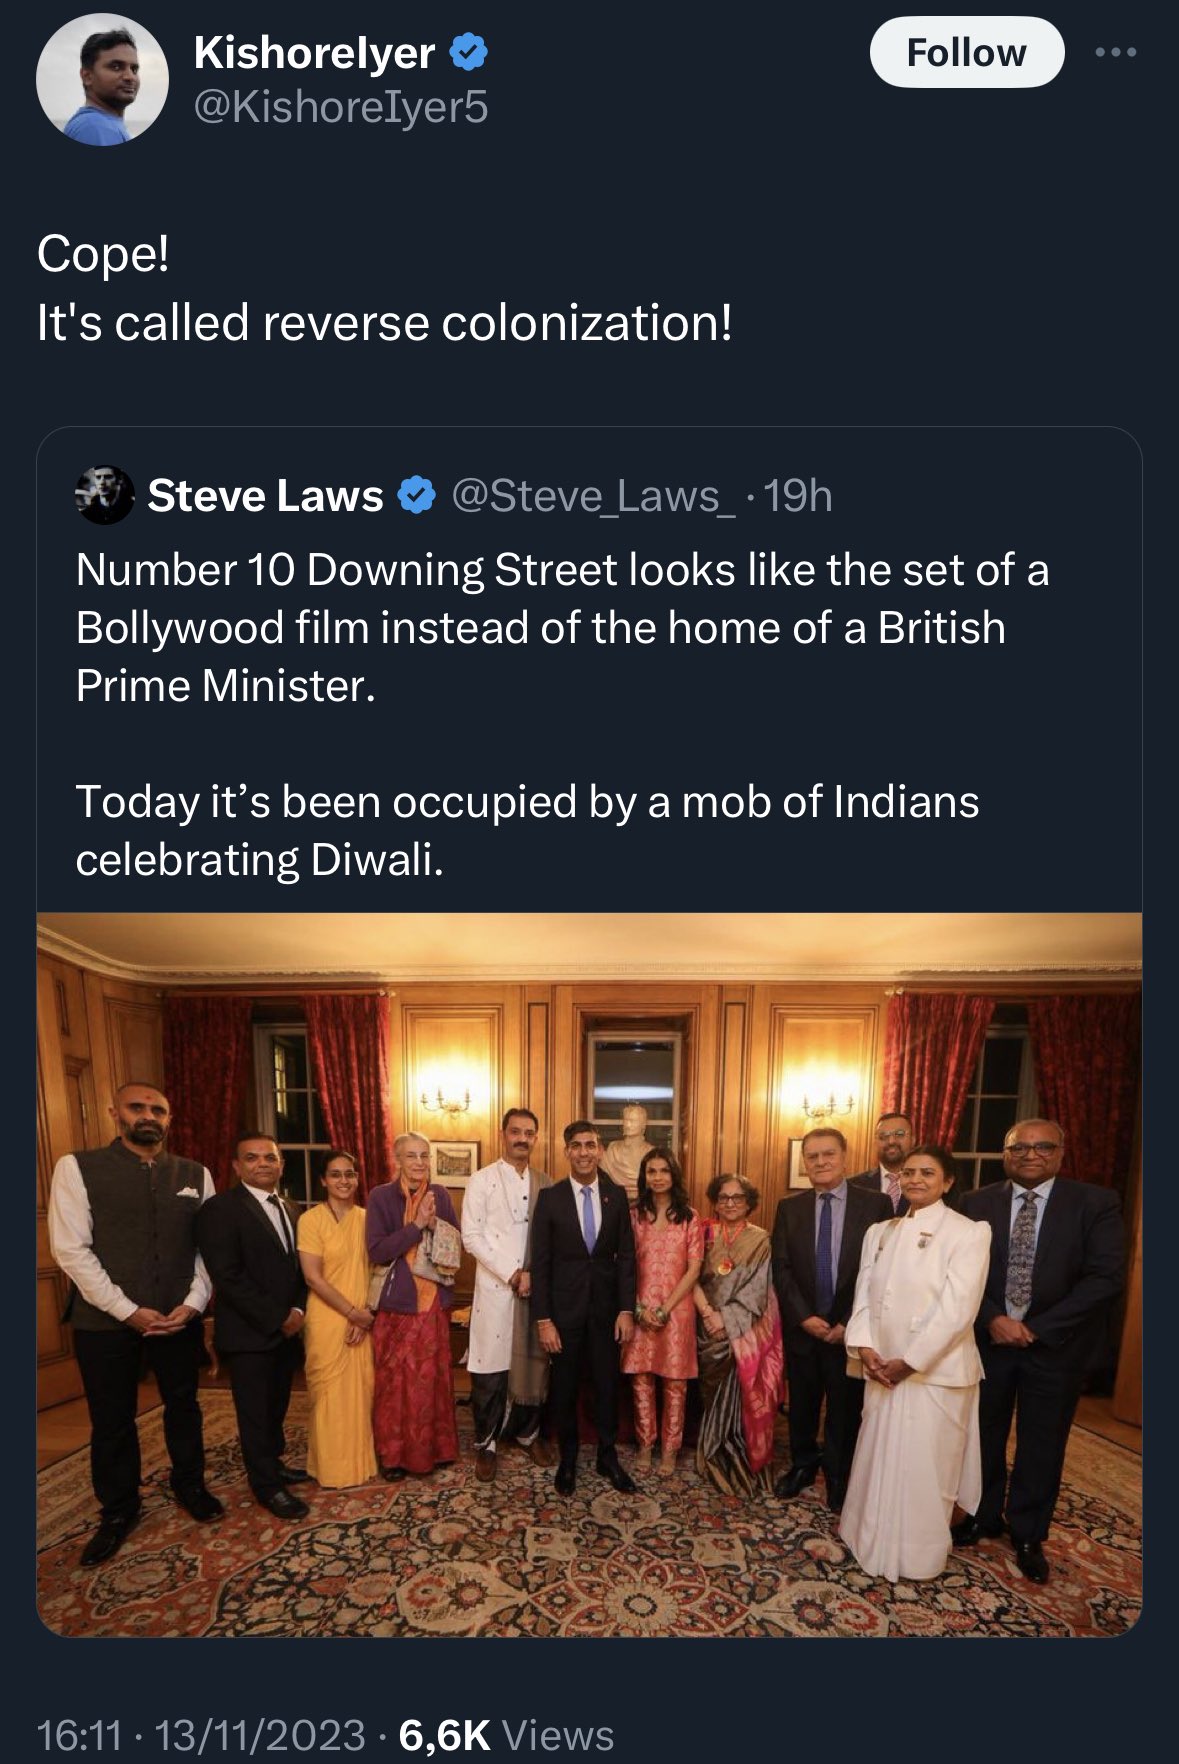 KishoreIyer
@KishoreIyer5
Follow
Cope!
It's called reverse colonization!
Steve Laws @Steve_Laws_ · 19h
Number 10 Downing Street looks like the set of a
Bollywood film instead of the home of a British
Prime Minister.
Today it’s been occupied by a mob of Indians
celebrating Diwali.
16:11 · 13/11/2023 · 6,6K Views